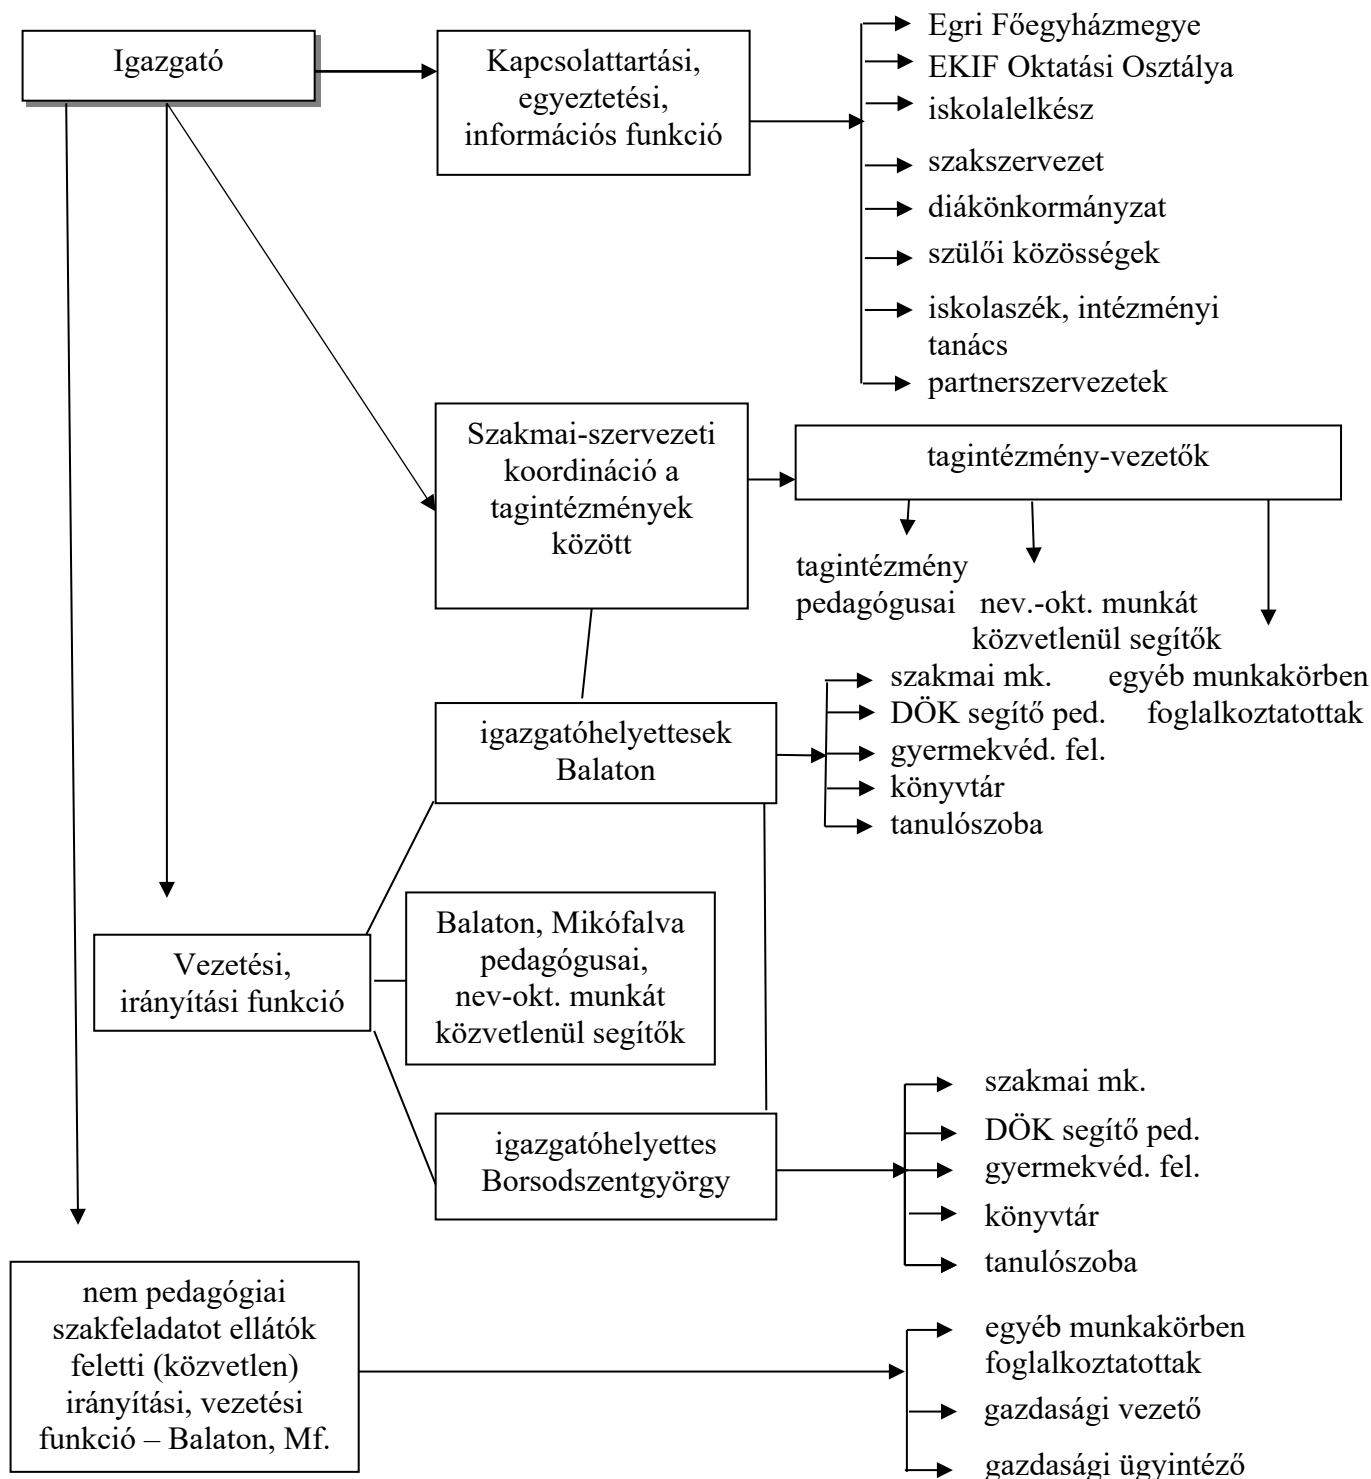 Igazgató
Kapcsolattartási,
egyeztetési,
információs funkció
Egri Főegyházmegye
EKIF Oktatási Osztálya
iskolalelkész
szakszervezet
diákönkormányzat
szülői közösségek
iskolaszék, intézményi
tanács
partnerszervezetek
Szakmai-szervezeti
koordináció a
tagintézmények
között
tagintézmény-vezetők
tagintézmény
pedagógusai
nev.-okt. munkát
közvetlenül segítők
egyéb munkakörben
foglalkoztatottak
igazgatóhelyettesek
Balaton
szakmai mk.
DÖK segítő ped.
gyermekvéd. fel.
könyvtár
tanulószoba
Vezetési,
irányítási funkció
Balaton, Mikófalva
pedagógusai,
nev-okt. munkát
közvetlenül segítők
igazgatóhelyettes
Borsodszentgyörgy
szakmai mk.
DÖK segítő ped.
gyermekvéd. fel.
könyvtár
tanulószoba
nem pedagógiai
szakfeladatot ellátók
feletti (közvetlen)
irányítási, vezetési
funkció – Balaton, Mf.
egyéb munkakörben
foglalkoztatottak
gazdasági vezető
gazdasági ügyintéző